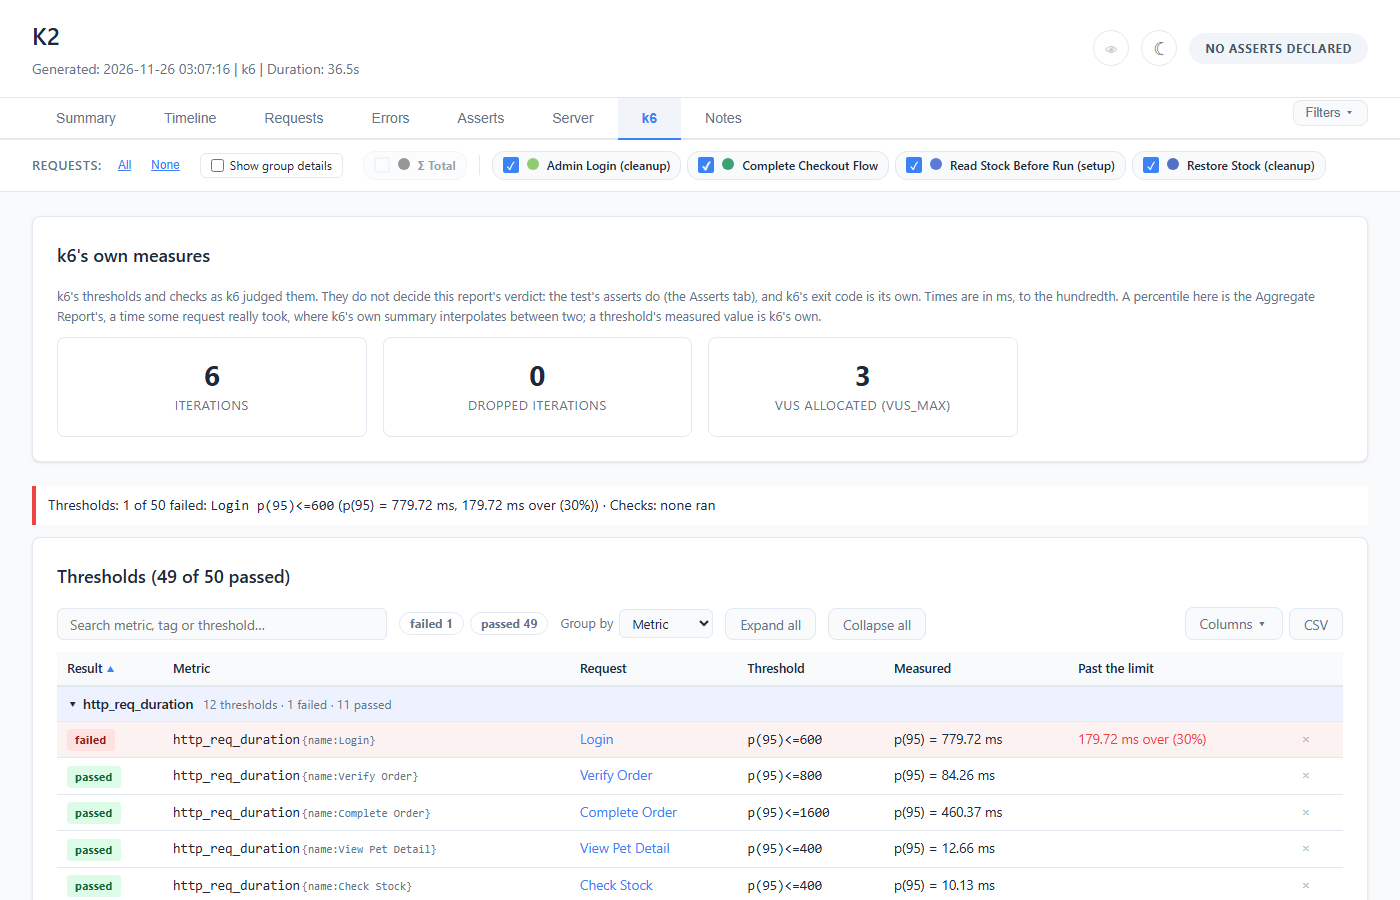 K2
Generated: 2026-11-26 03:07:16 | k6 | Duration: 36.5s
NO ASSERTS DECLARED
Summary Timeline Requests Errors Asserts Server k6 Notes Filters
REQUESTS: All None Show group details Σ Total Admin Login (cleanup) Complete Checkout Flow Read Stock Before Run (setup) Restore Stock (cleanup)
k6's own measures
k6's thresholds and checks as k6 judged them. They do not decide this report's verdict: the test's asserts do (the Asserts tab), and k6's exit code is its own. Times are in ms, to the hundredth. A percentile here is the Aggregate
Report's, a time some request really took, where k6's own summary interpolates between two; a threshold's measured value is k6's own.
6 0 3
ITERATIONS DROPPED ITERATIONS VUS ALLOCATED (VUS_MAX)
Thresholds: 1 of 50 failed: Login p(95)<=600 (p(95) = 779.72 ms, 179.72 ms over (30%)) · Checks: none ran
Thresholds (49 of 50 passed)
Search metric, tag or threshold... failed 1 passed 49 Group by Metric Expand all Collapse all Columns CSV
Result Metric Request Threshold Measured Past the limit
http_req_duration 12 thresholds · 1 failed · 11 passed
failed http_req_duration{name:Login} Login p(95)<=600 p(95) = 779.72 ms 179.72 ms over (30%) ×
passed http_req_duration{name:Verify Order} Verify Order p(95)<=800 p(95) = 84.26 ms ×
passed http_req_duration{name:Complete Order} Complete Order p(95)<=1600 p(95) = 460.37 ms ×
passed http_req_duration{name:View Pet Detail} View Pet Detail p(95)<=400 p(95) = 12.66 ms ×
passed http_req_duration{name:Check Stock} Check Stock p(95)<=400 p(95) = 10.13 ms ×